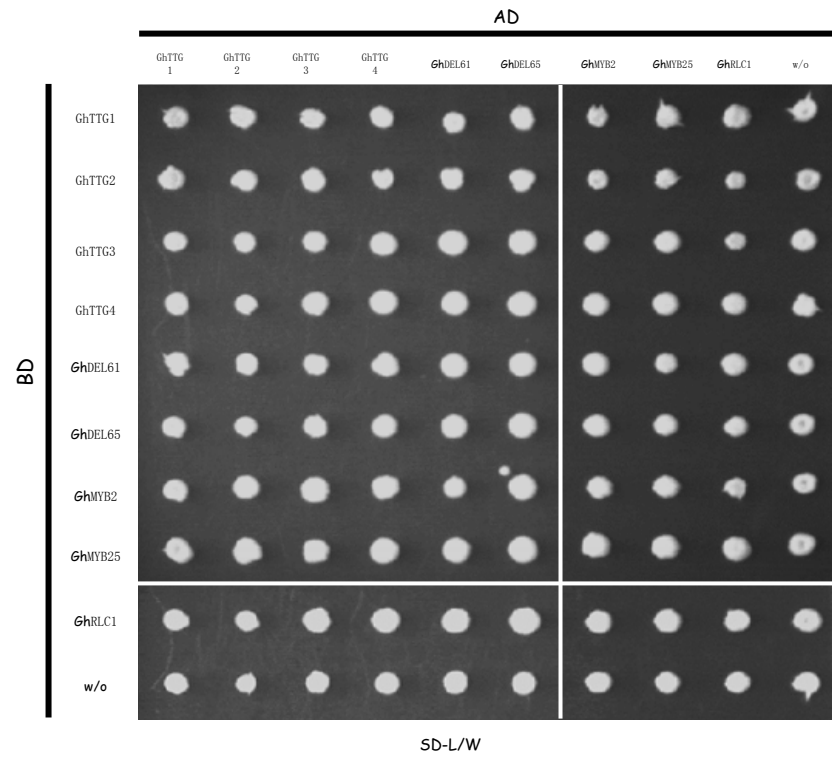 AD
GhTTG GhTTG GhTTG GhTTG GhDEL61 GhDEL65 GhMYB2 GhMYB25 GhRLC1 w/o
1 2 3 4
BD
GhTTG1
GhTTG2
GhTTG3
GhTTG4
GhDEL61
GhDEL65
GhMYB2
GhMYB25
GhRLC1
w/o
SD-L/W